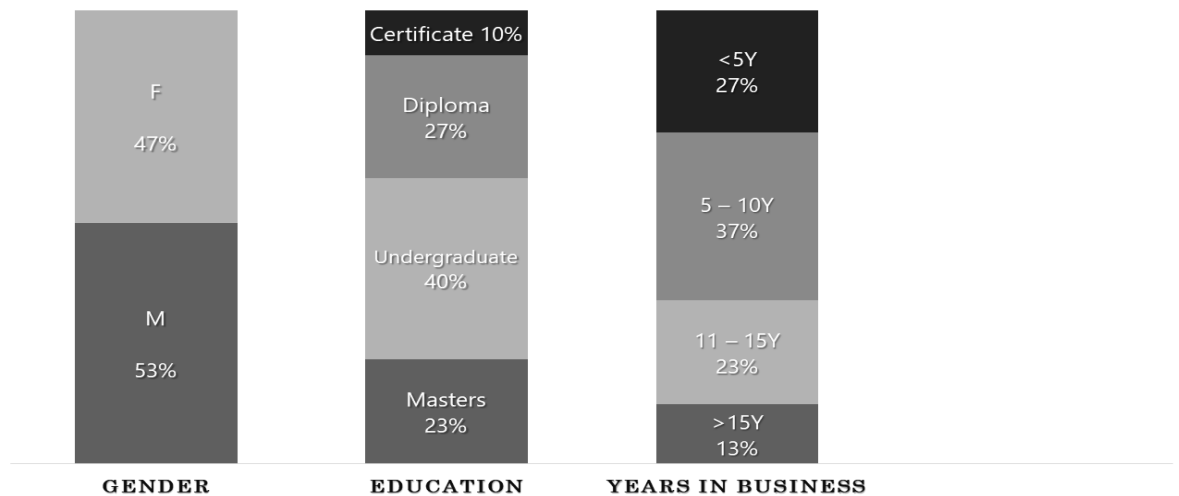 F
47%
M
53%
GENDER
Certificate 10%
Diploma
27%
Undergraduate
40%
Masters
23%
EDUCATION
<5Y
27%
5 – 10Y
37%
11 – 15Y
23%
>15Y
13%
YEARS IN BUSINESS